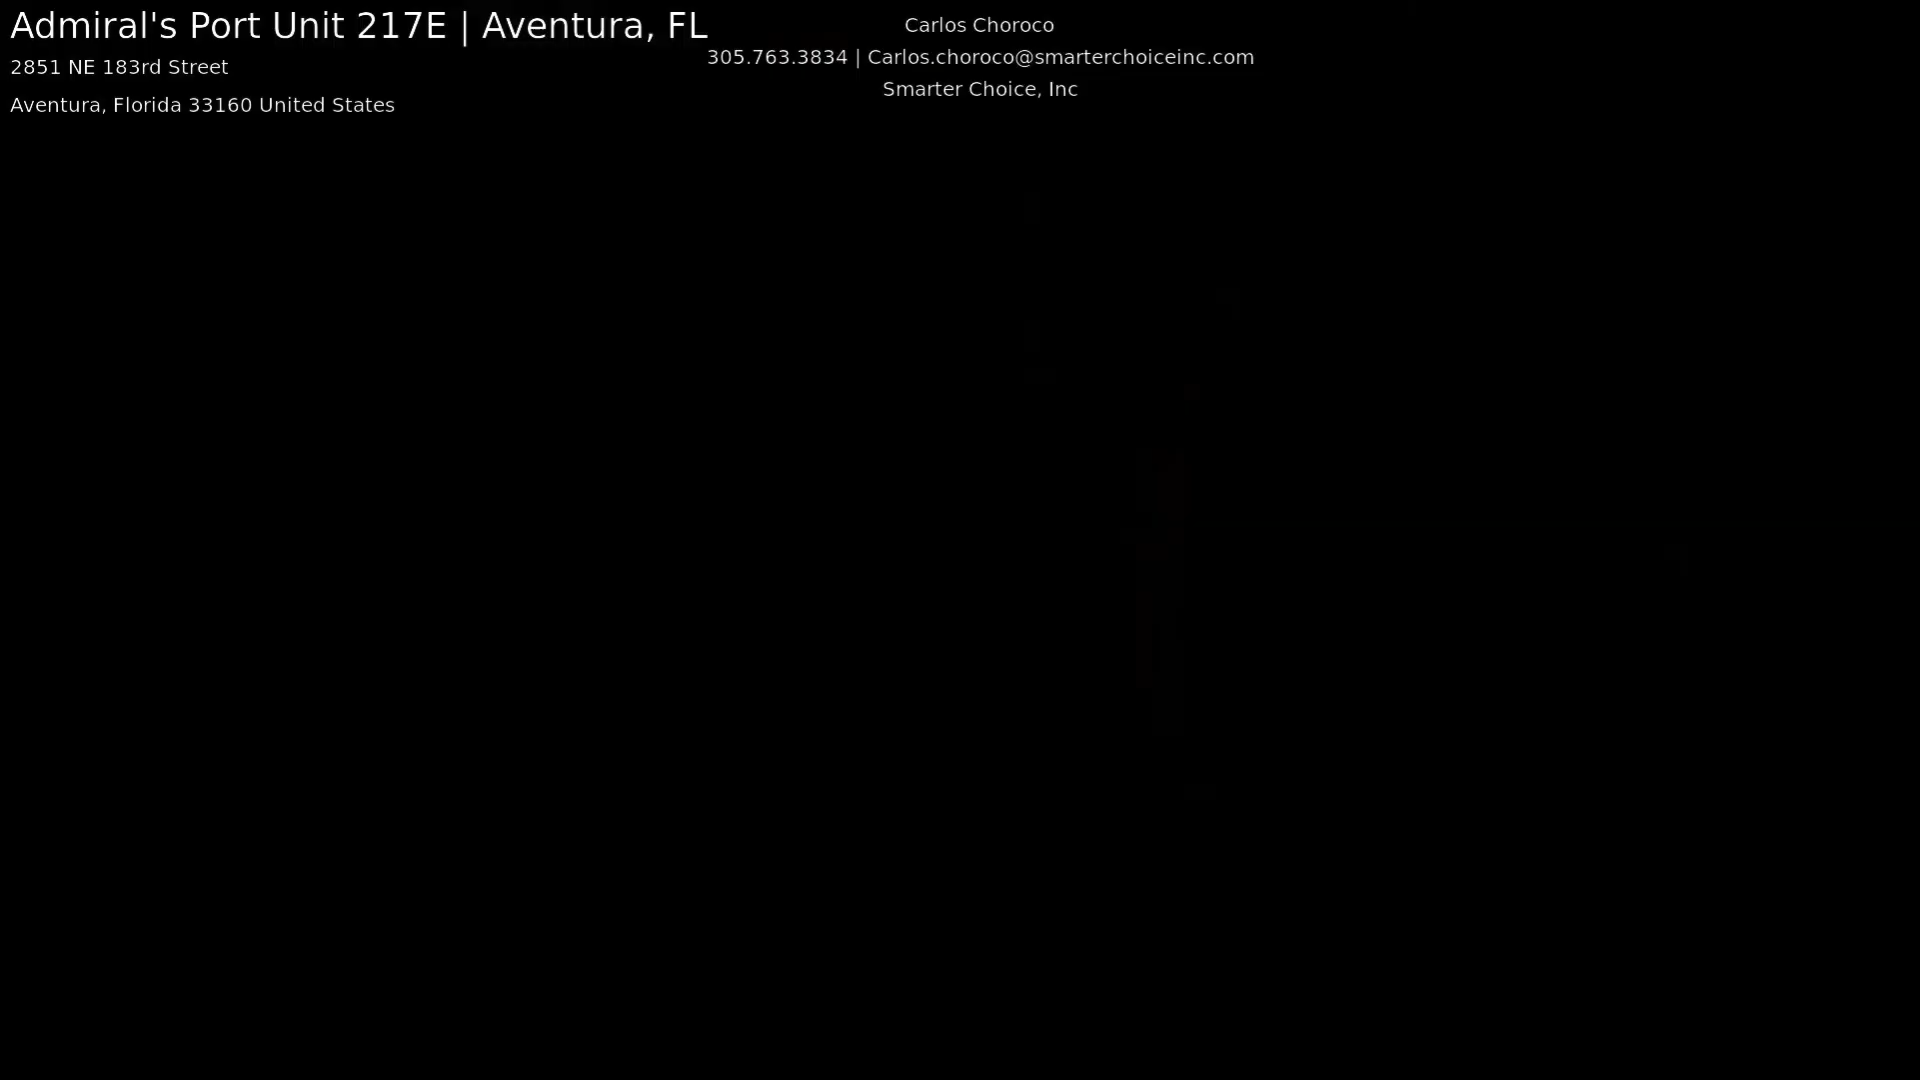 Admiral's Port Unit 217E | Aventura, FL
2851 NE 183rd Street
Aventura, Florida 33160 United States
Carlos Choroco
305.763.3834 | Carlos.choroco@smarterchoiceinc.com
Smarter Choice, Inc